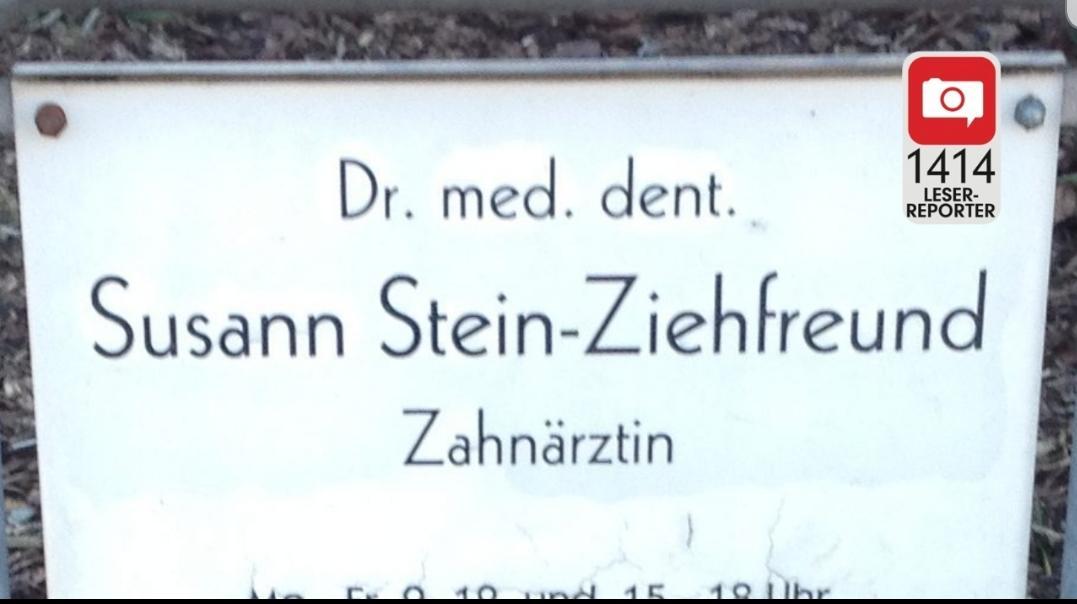 1414
LESER-
REPORTER
Dr. med. dent.
Susann Stein-Ziehfreund
Zahnärztin